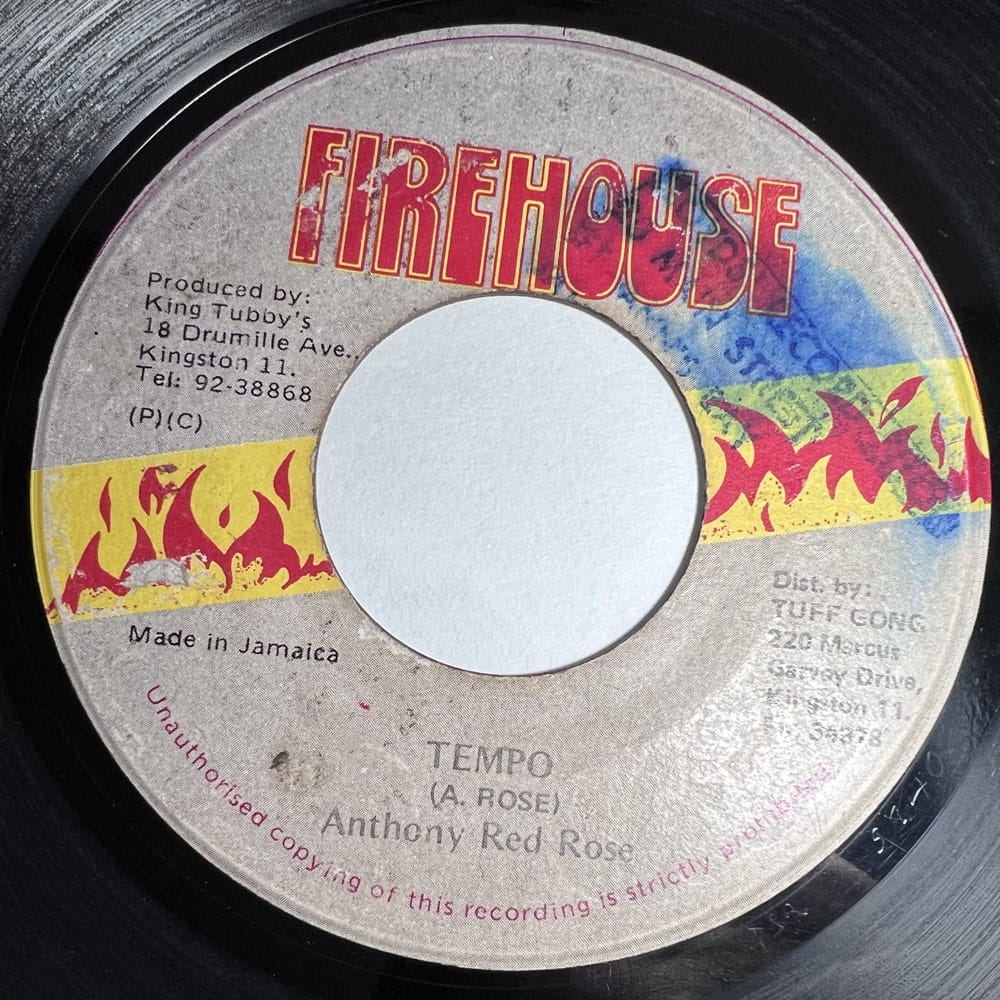 FIREHOUSE
Produced by:
King Tubby's
18 Drumille Ave.,
Kingston 11.
Tel: 92-38868
(P)(C)
Made in Jamaica
Dist. by:
TUFF GONG
220 Marcus
Garvey Drive,
Kingston 11.
TEMPO
(A. ROSE)
Anthony Red Rose
Unauthorised copying of this recording is strictly prohibited